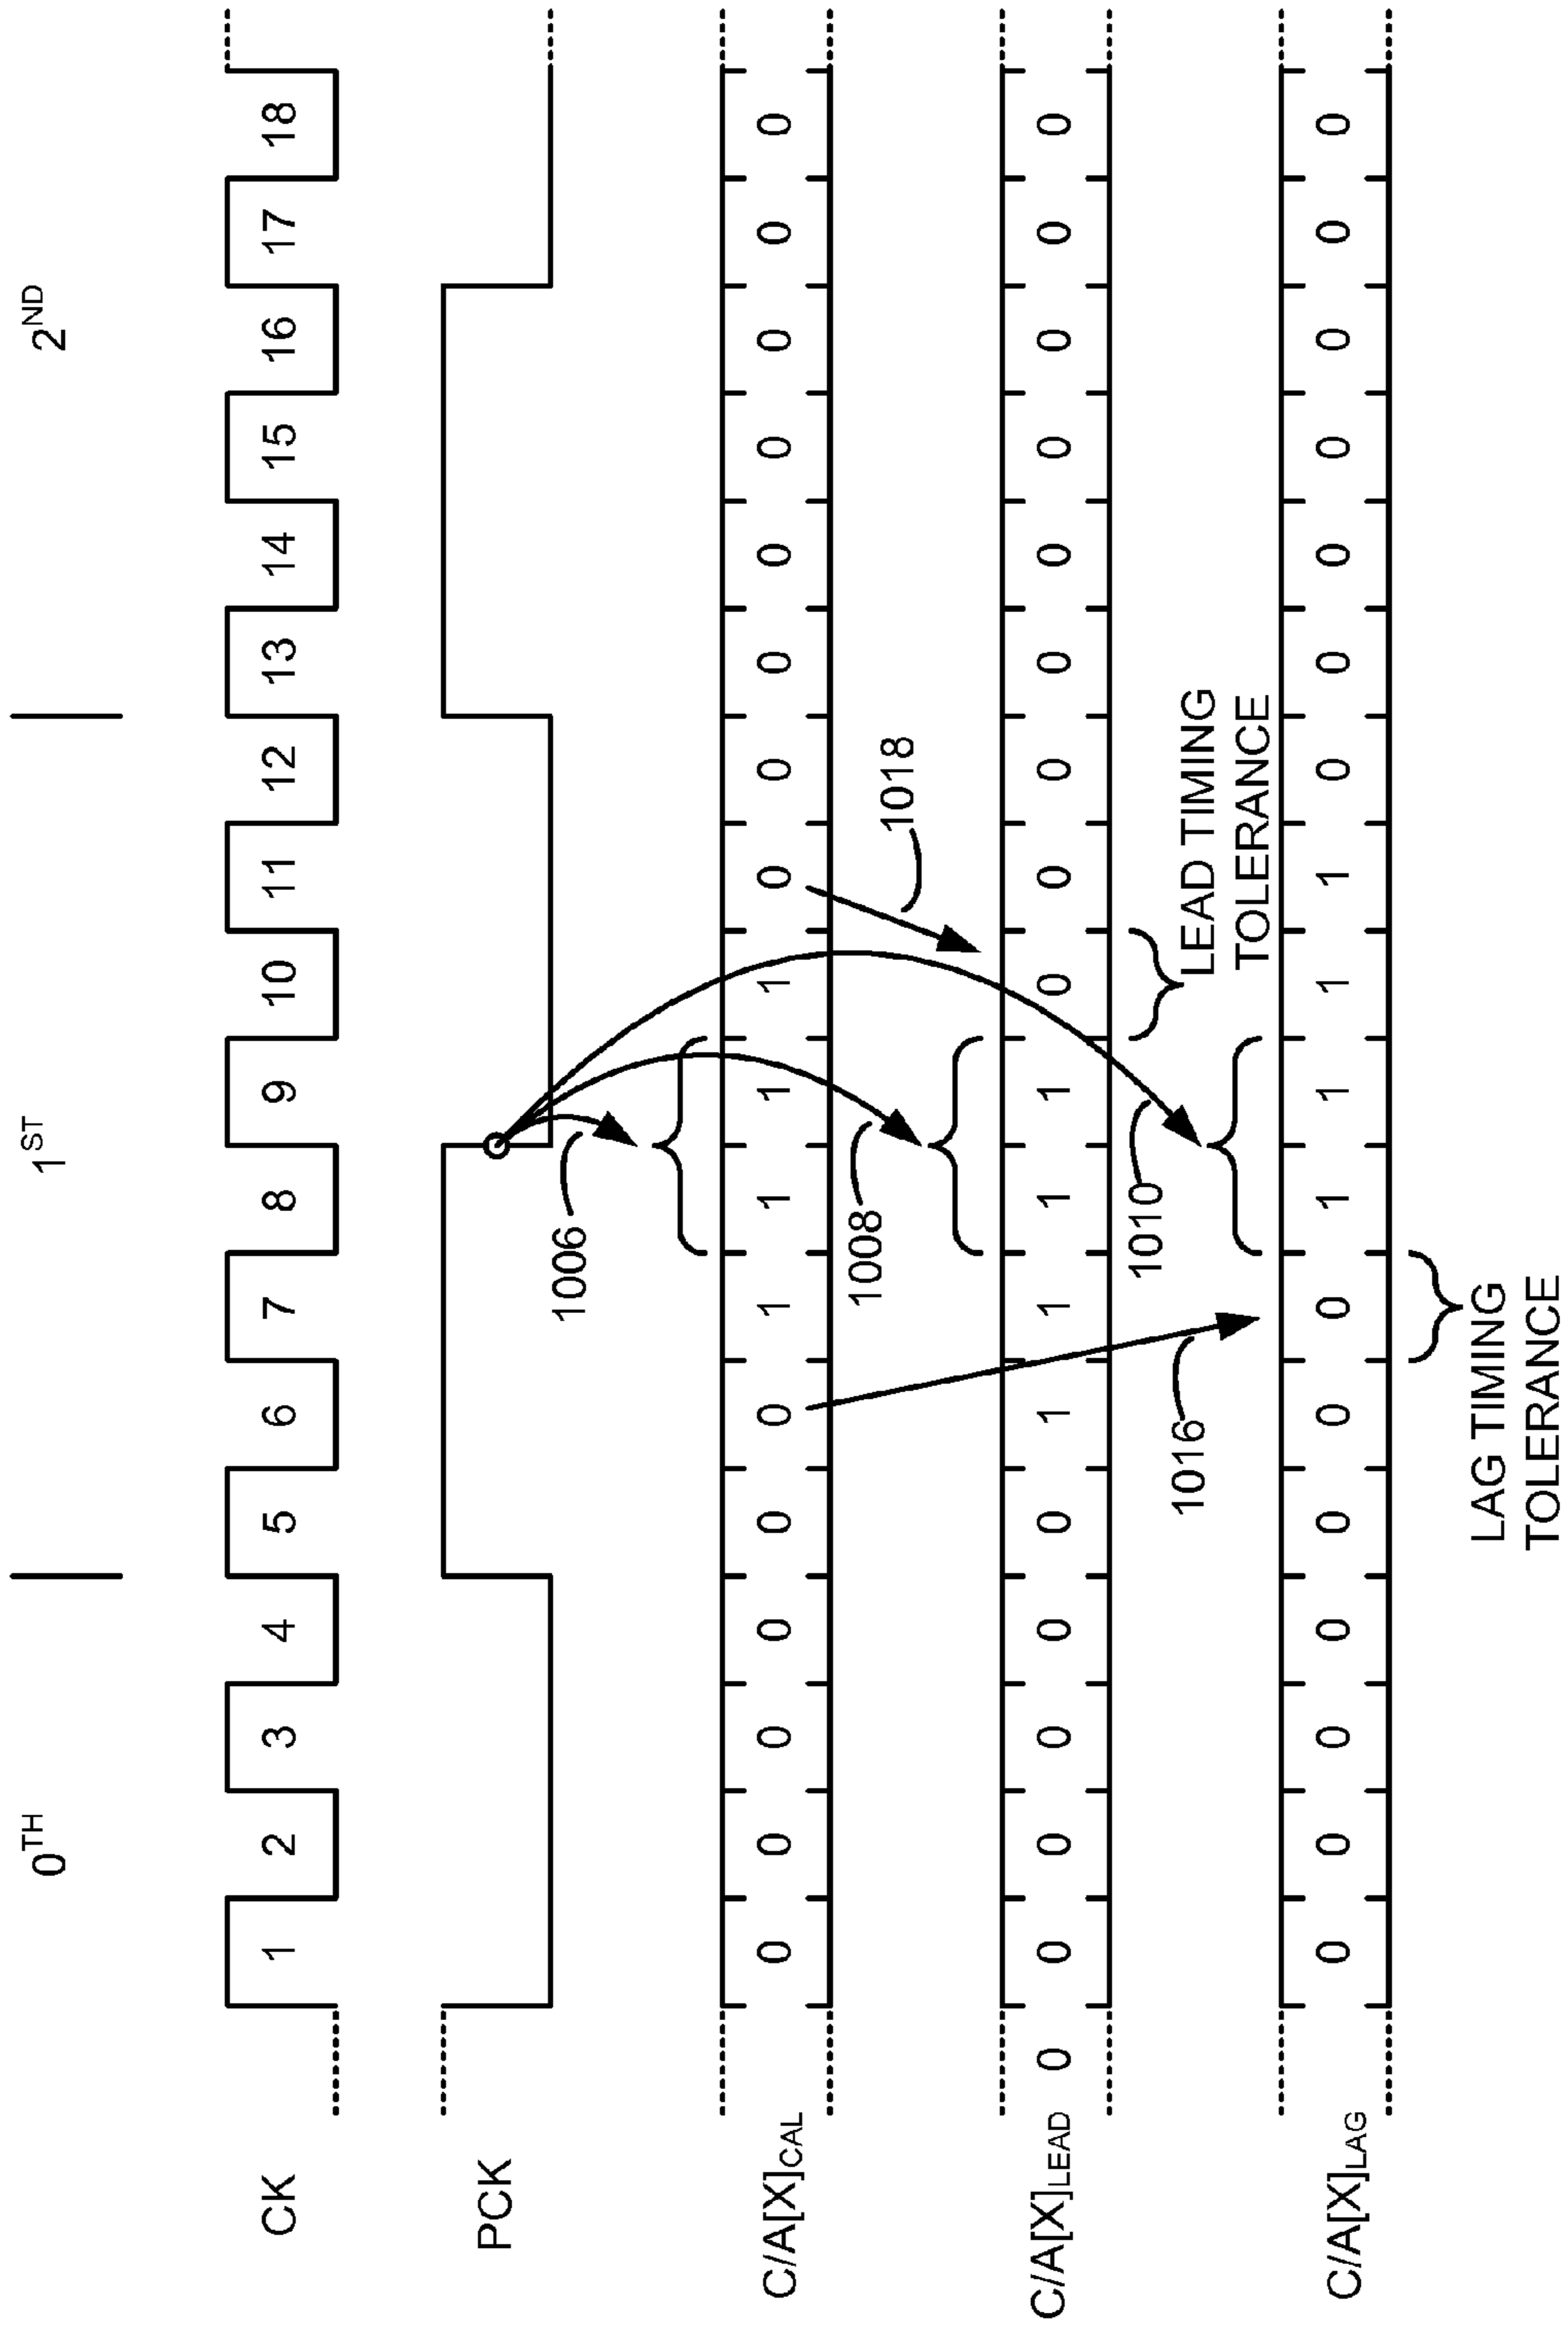 0TH 1ST 2ND
CK 1 2 3 4 5 6 7 8 9 10 11 12 13 14 15 16 17 18
PCK
1006
C/A[X]CAL 0 0 0 0 0 0 1 1 1 1 0 0 0 0 0 0 0 0
1008 1018
C/A[X]LEAD 0 0 0 0 0 0 1 1 1 1 0 0 0 0 0 0 0 0 0
1016 1010
LEAD TIMING
TOLERANCE
C/A[X]LAG 0 0 0 0 0 0 0 1 1 1 1 0 0 0 0 0 0 0
LAG TIMING
TOLERANCE